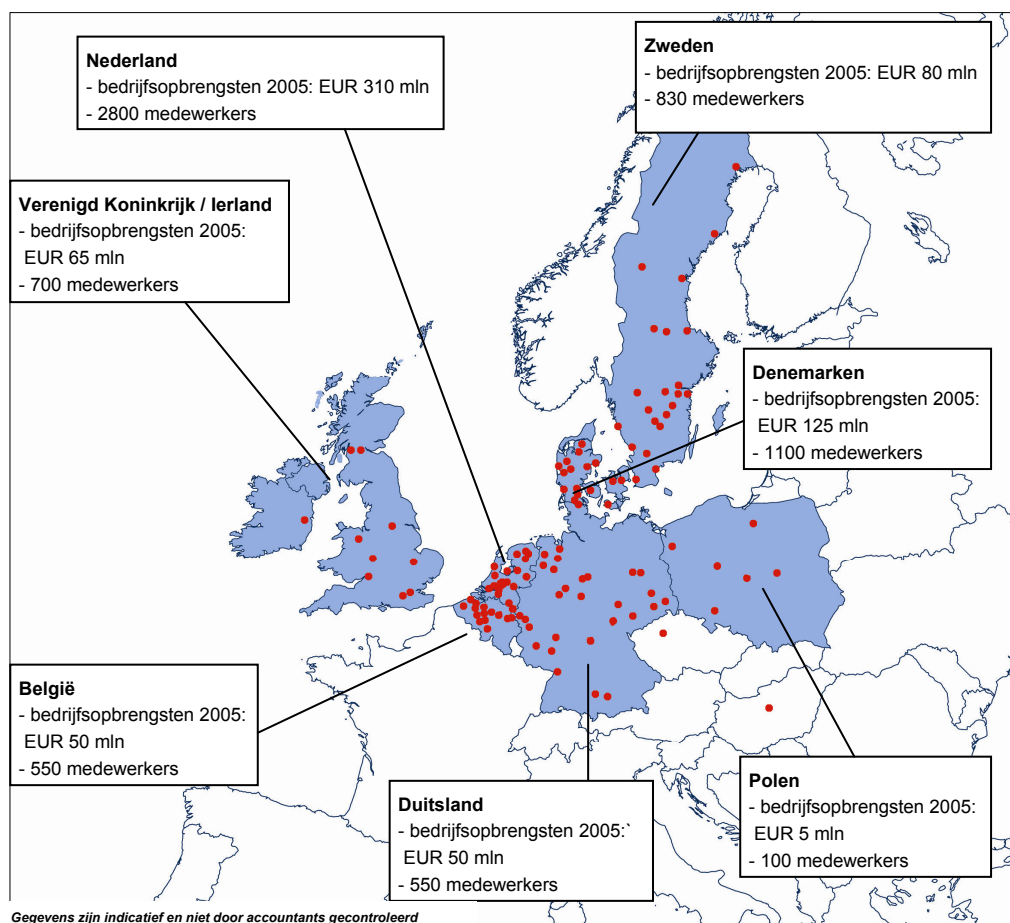 Nederland
- bedrijfsopbrengsten 2005: EUR 310 mln
- 2800 medewerkers
Zweden
- bedrijfsopbrengsten 2005: EUR 80 mln
- 830 medewerkers
Verenigd Koninkrijk / Ierland
- bedrijfsopbrengsten 2005:
EUR 65 mln
- 700 medewerkers
Denemarken
- bedrijfsopbrengsten 2005:
EUR 125 mln
- 1100 medewerkers
België
- bedrijfsopbrengsten 2005:
EUR 50 mln
- 550 medewerkers
Duitsland
- bedrijfsopbrengsten 2005:`
EUR 50 mln
- 550 medewerkers
Polen
- bedrijfsopbrengsten 2005:
EUR 5 mln
- 100 medewerkers
Gegevens zijn indicatief en niet door accountants gecontroleerd